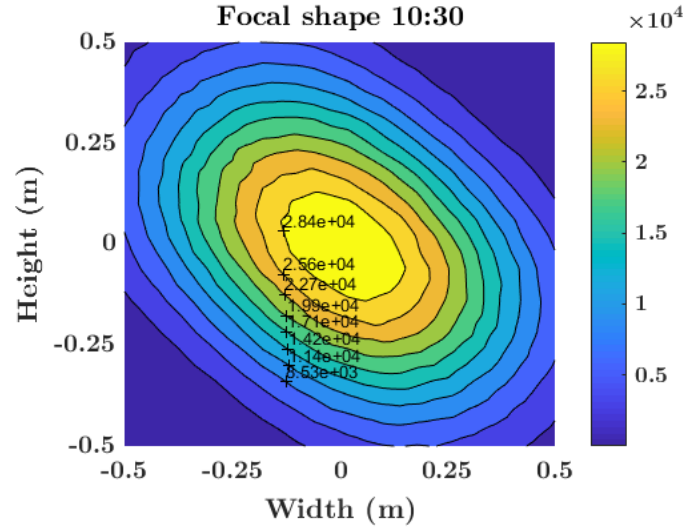 Focal shape 10:30
×10⁴
0.5
0.25
0
-0.25
-0.5
Height (m)
-0.5
-0.25
0
0.25
0.5
Width (m)
2.84e+04
2.56e+04
2.27e+04
1.99e+04
1.71e+04
1.42e+04
1.14e+04
8.53e+03
2.5
2
1.5
1
0.5